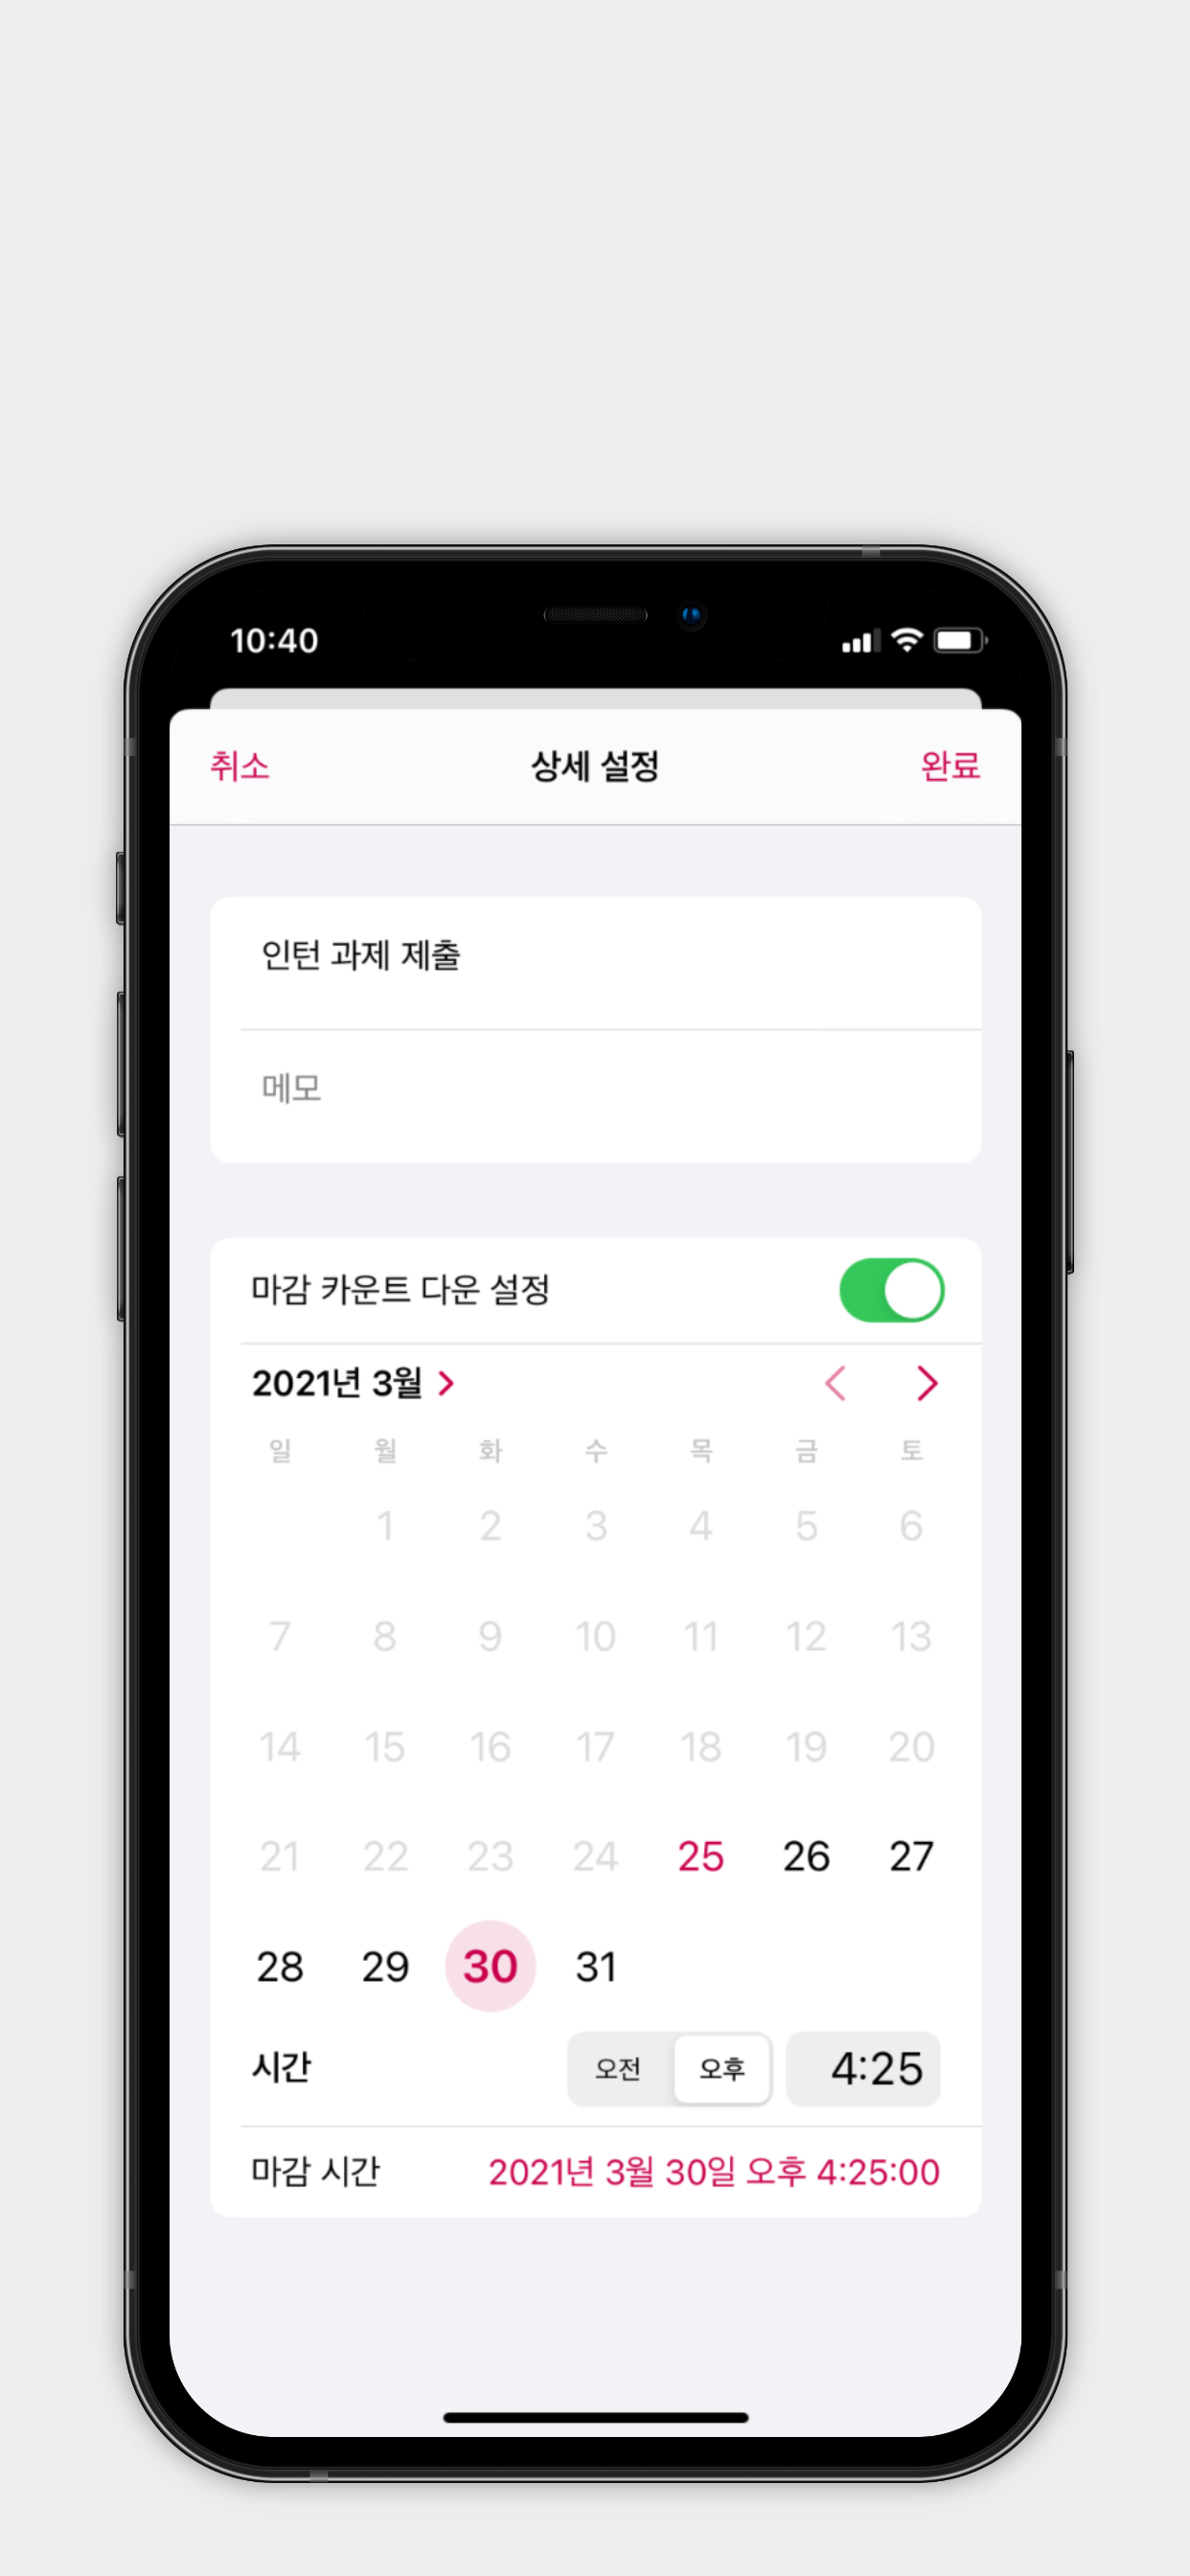 10:40
취소 상세 설정 완료
인턴 과제 제출
메모
마감 카운트 다운 설정
2021년 3월
일 월 화 수 목 금 토
1 2 3 4 5 6
7 8 9 10 11 12 13
14 15 16 17 18 19 20
21 22 23 24 25 26 27
28 29 30 31
시간 오전 오후 4:25
마감 시간 2021년 3월 30일 오후 4:25:00